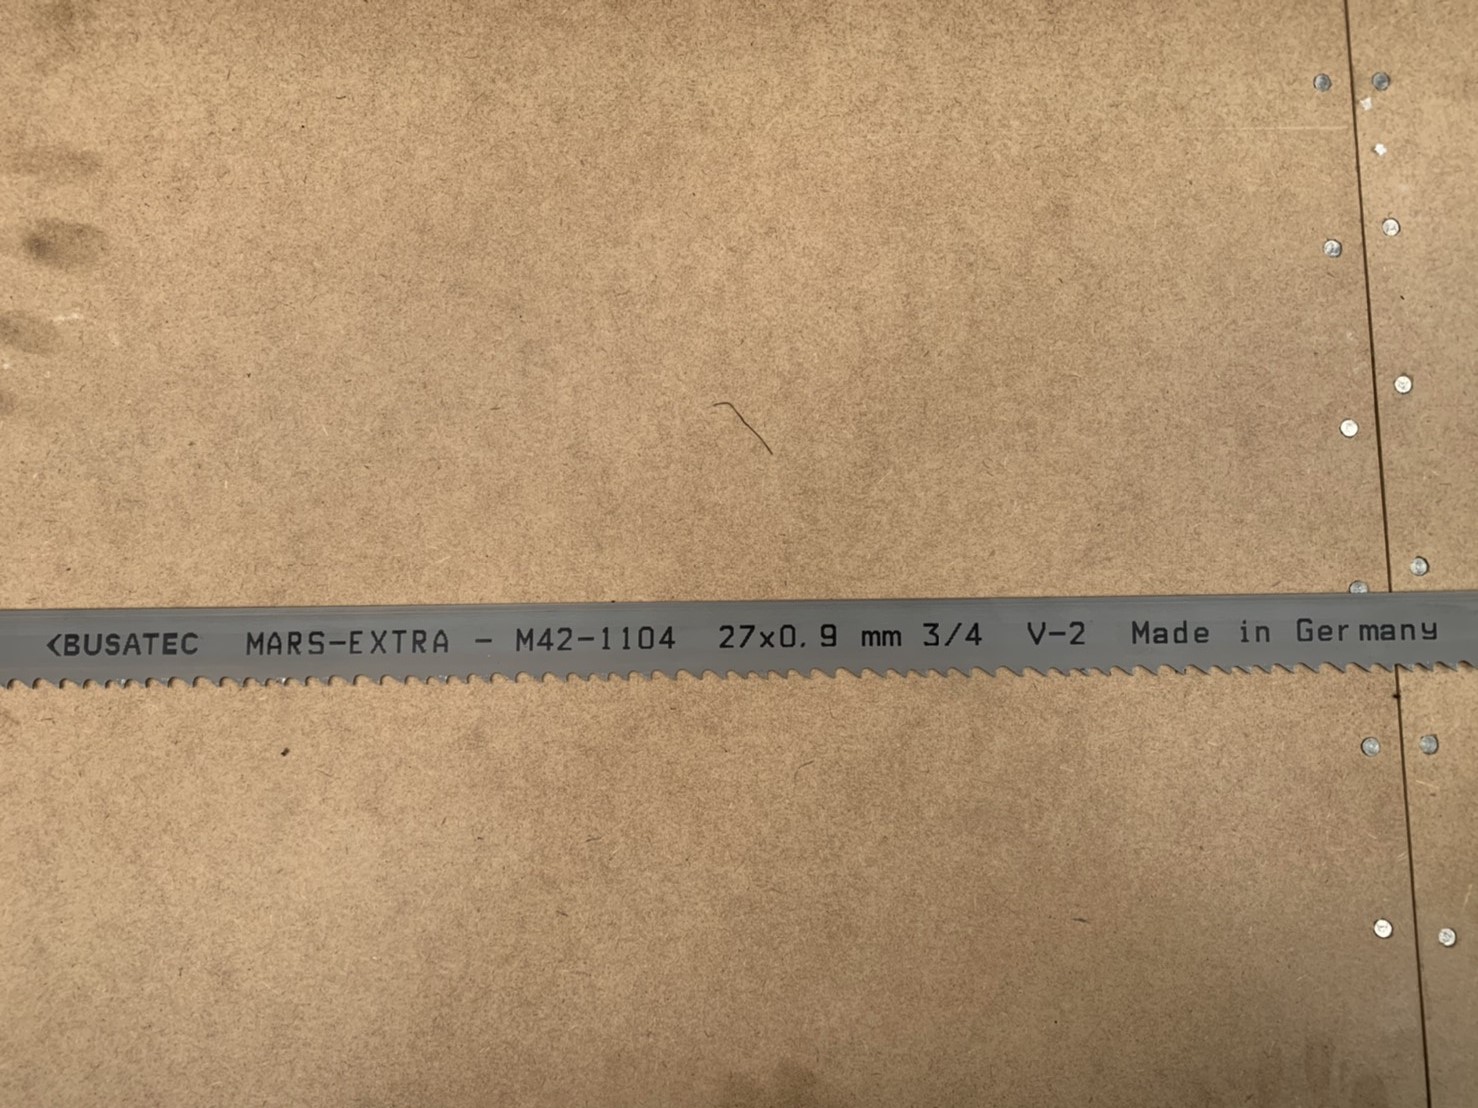 <BUSATEC MARS-EXTRA - M42-1104 27x0.9 mm 3/4 V-2 Made in Germany